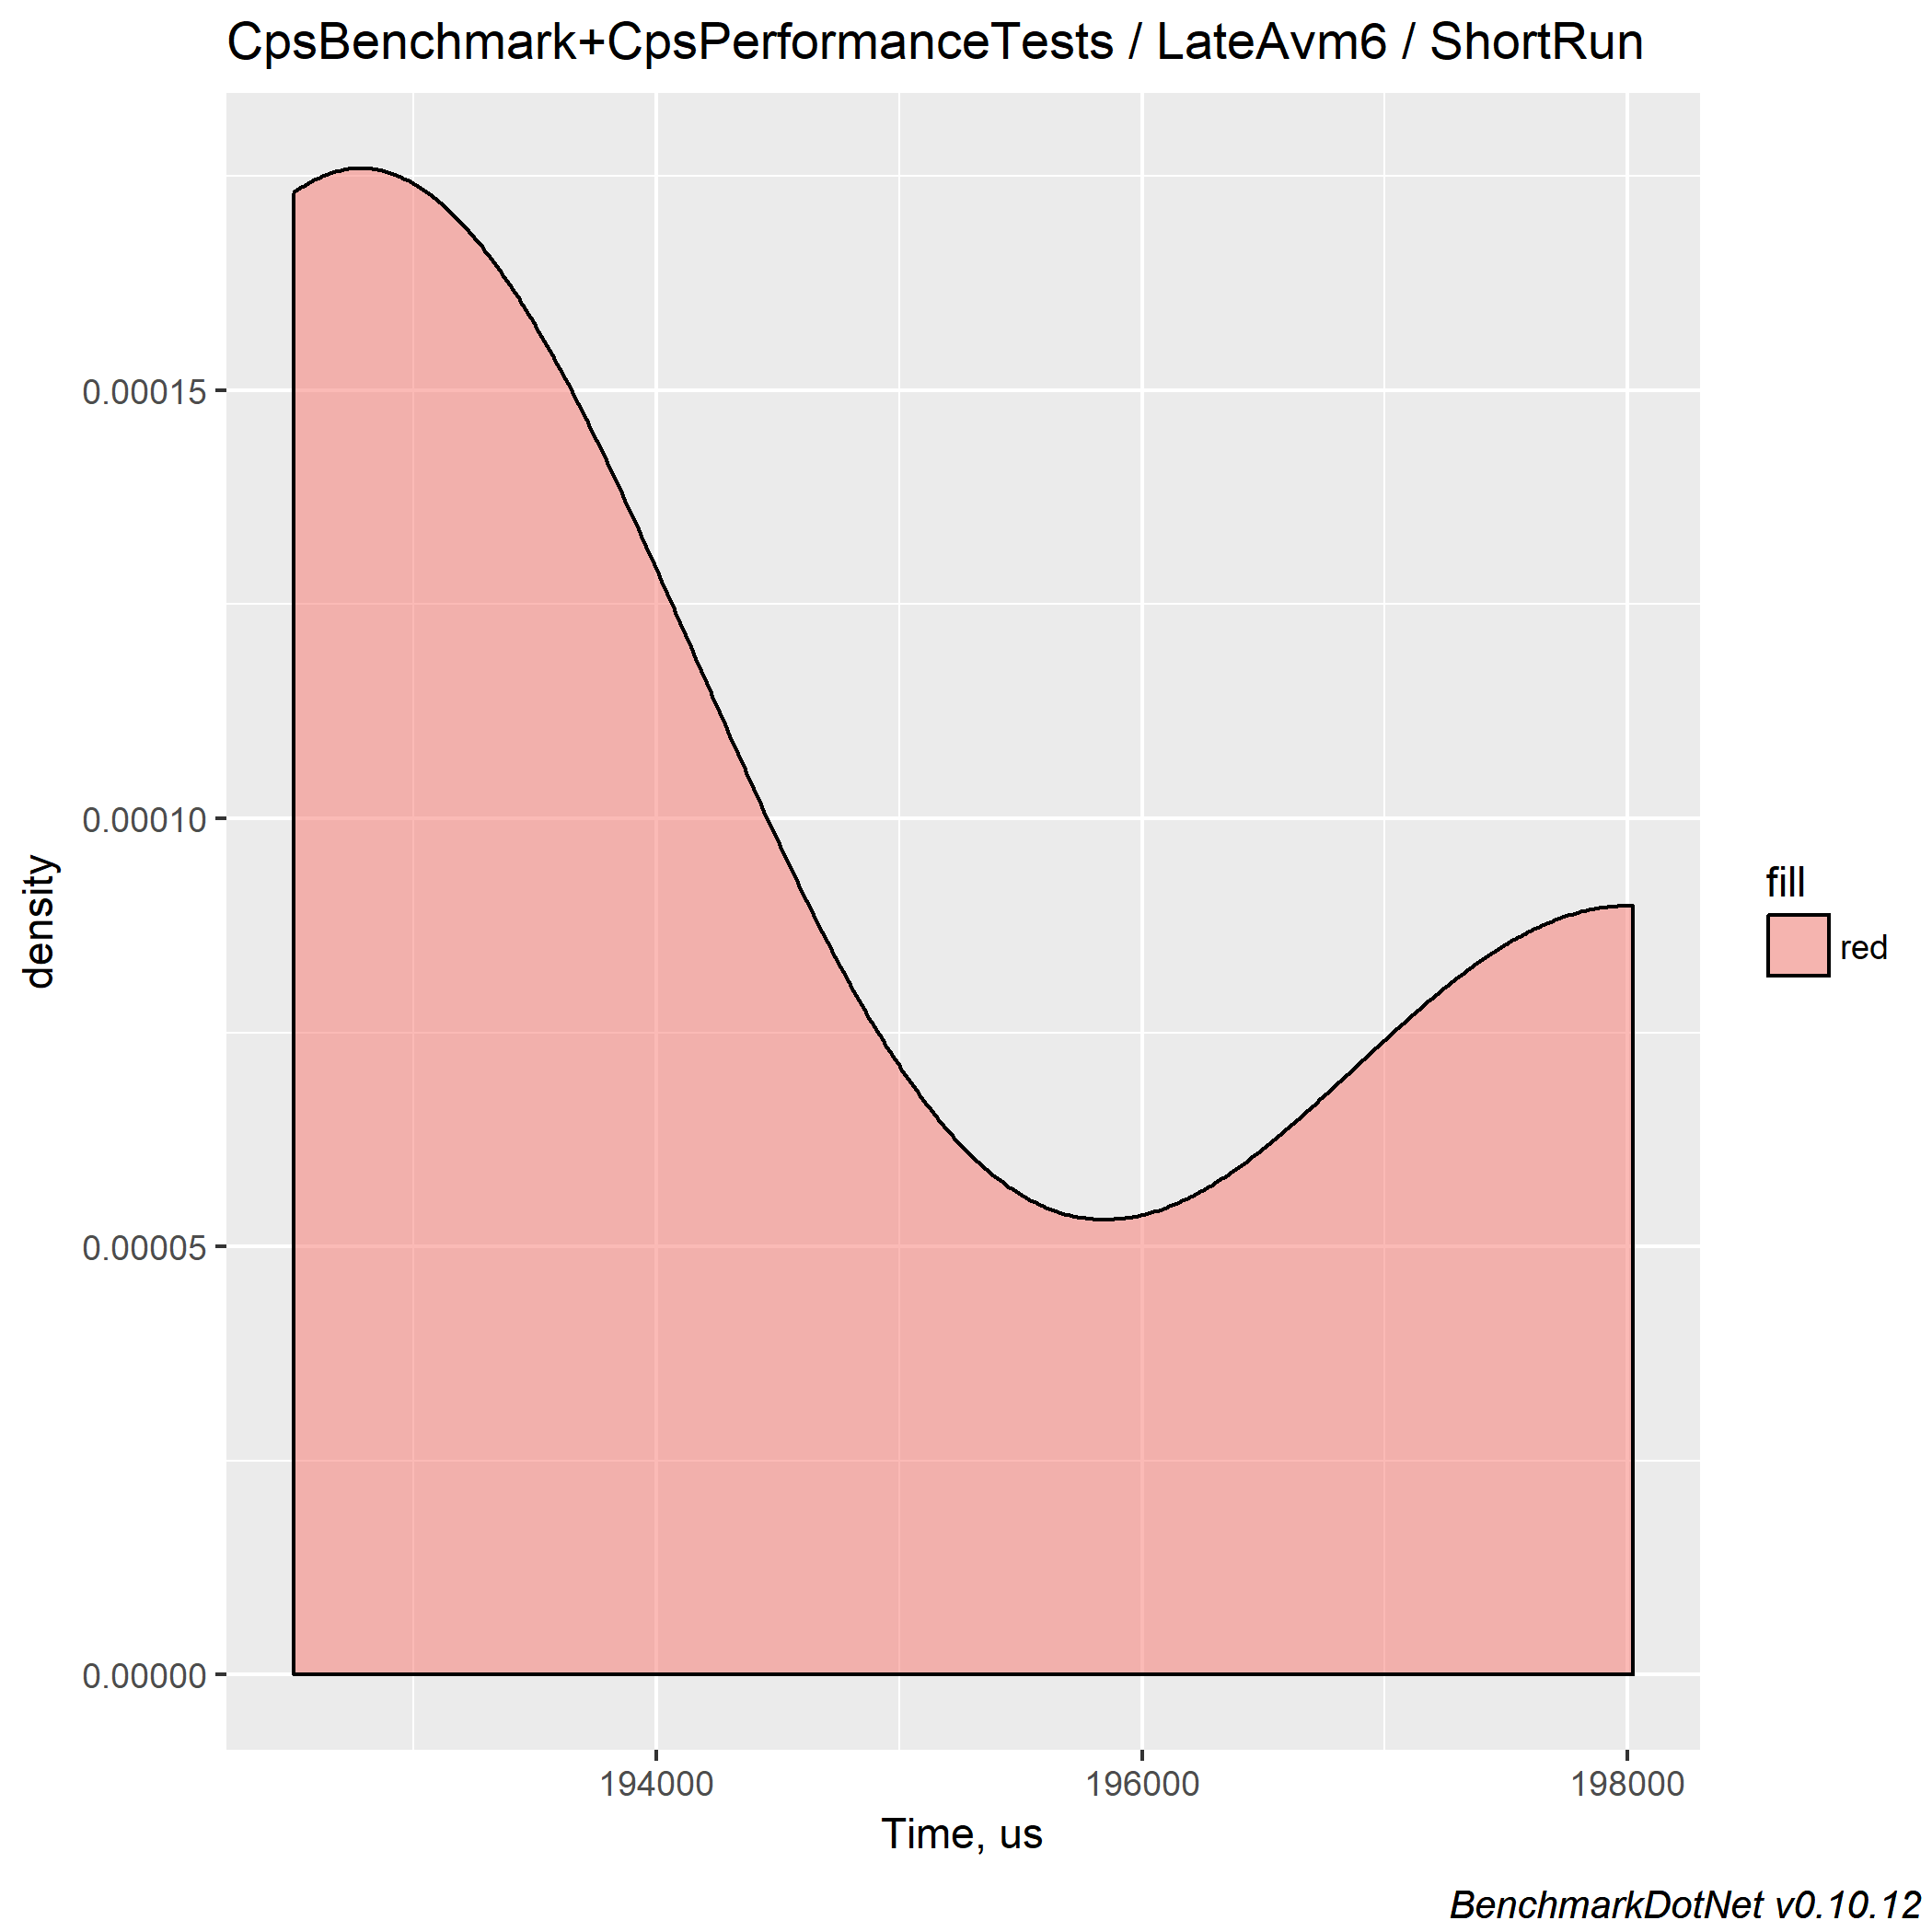 CpsBenchmark+CpsPerformanceTests / LateAvm6 / ShortRun
0.00015
0.00010
0.00005
0.00000
density
194000 196000 198000
Time, us
fill
red
BenchmarkDotNet v0.10.12